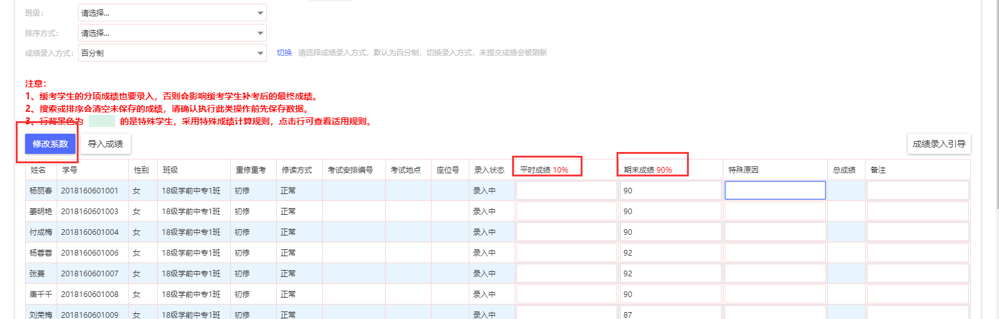 班级:
请选择...
排序方式:
请选择...
成绩录入方式:
百分制
切换 请选择成绩录入方式，默认为百分制，切换录入方式，未提交成绩会被刷新
注意:
1、缓考学生的分项成绩也要录入，否则会影响缓考学生补考后的最终成绩。
2、搜索或排序会清空未保存的成绩，请确认执行此类操作前先保存数据。
3、行背景色为 的是特殊学生，采用特殊成绩计算规则，点击行可查看适用规则。
修改系数 导入成绩 成绩录入引导
姓名 学号 性别 班级 重修重考 修读方式 考试安排编号 考试地点 座位号 录入状态 平时成绩 10% 期末成绩 90% 特殊原因 总成绩 备注
杨丽春 2018160601001 女 18级学前中专1班 初修 正常 录入中 90
姜明艳 2018160601003 女 18级学前中专1班 初修 正常 录入中 90
付成梅 2018160601004 女 18级学前中专1班 初修 正常 录入中 90
杨蓉蓉 2018160601006 女 18级学前中专1班 初修 正常 录入中 92
张 2018160601007 女 18级学前中专1班 初修 正常 录入中 92
唐千千 2018160601008 女 18级学前中专1班 初修 正常 录入中 90
刘荣梅 2018160601009 女 18级学前中专1班 初修 正常 录入中 87